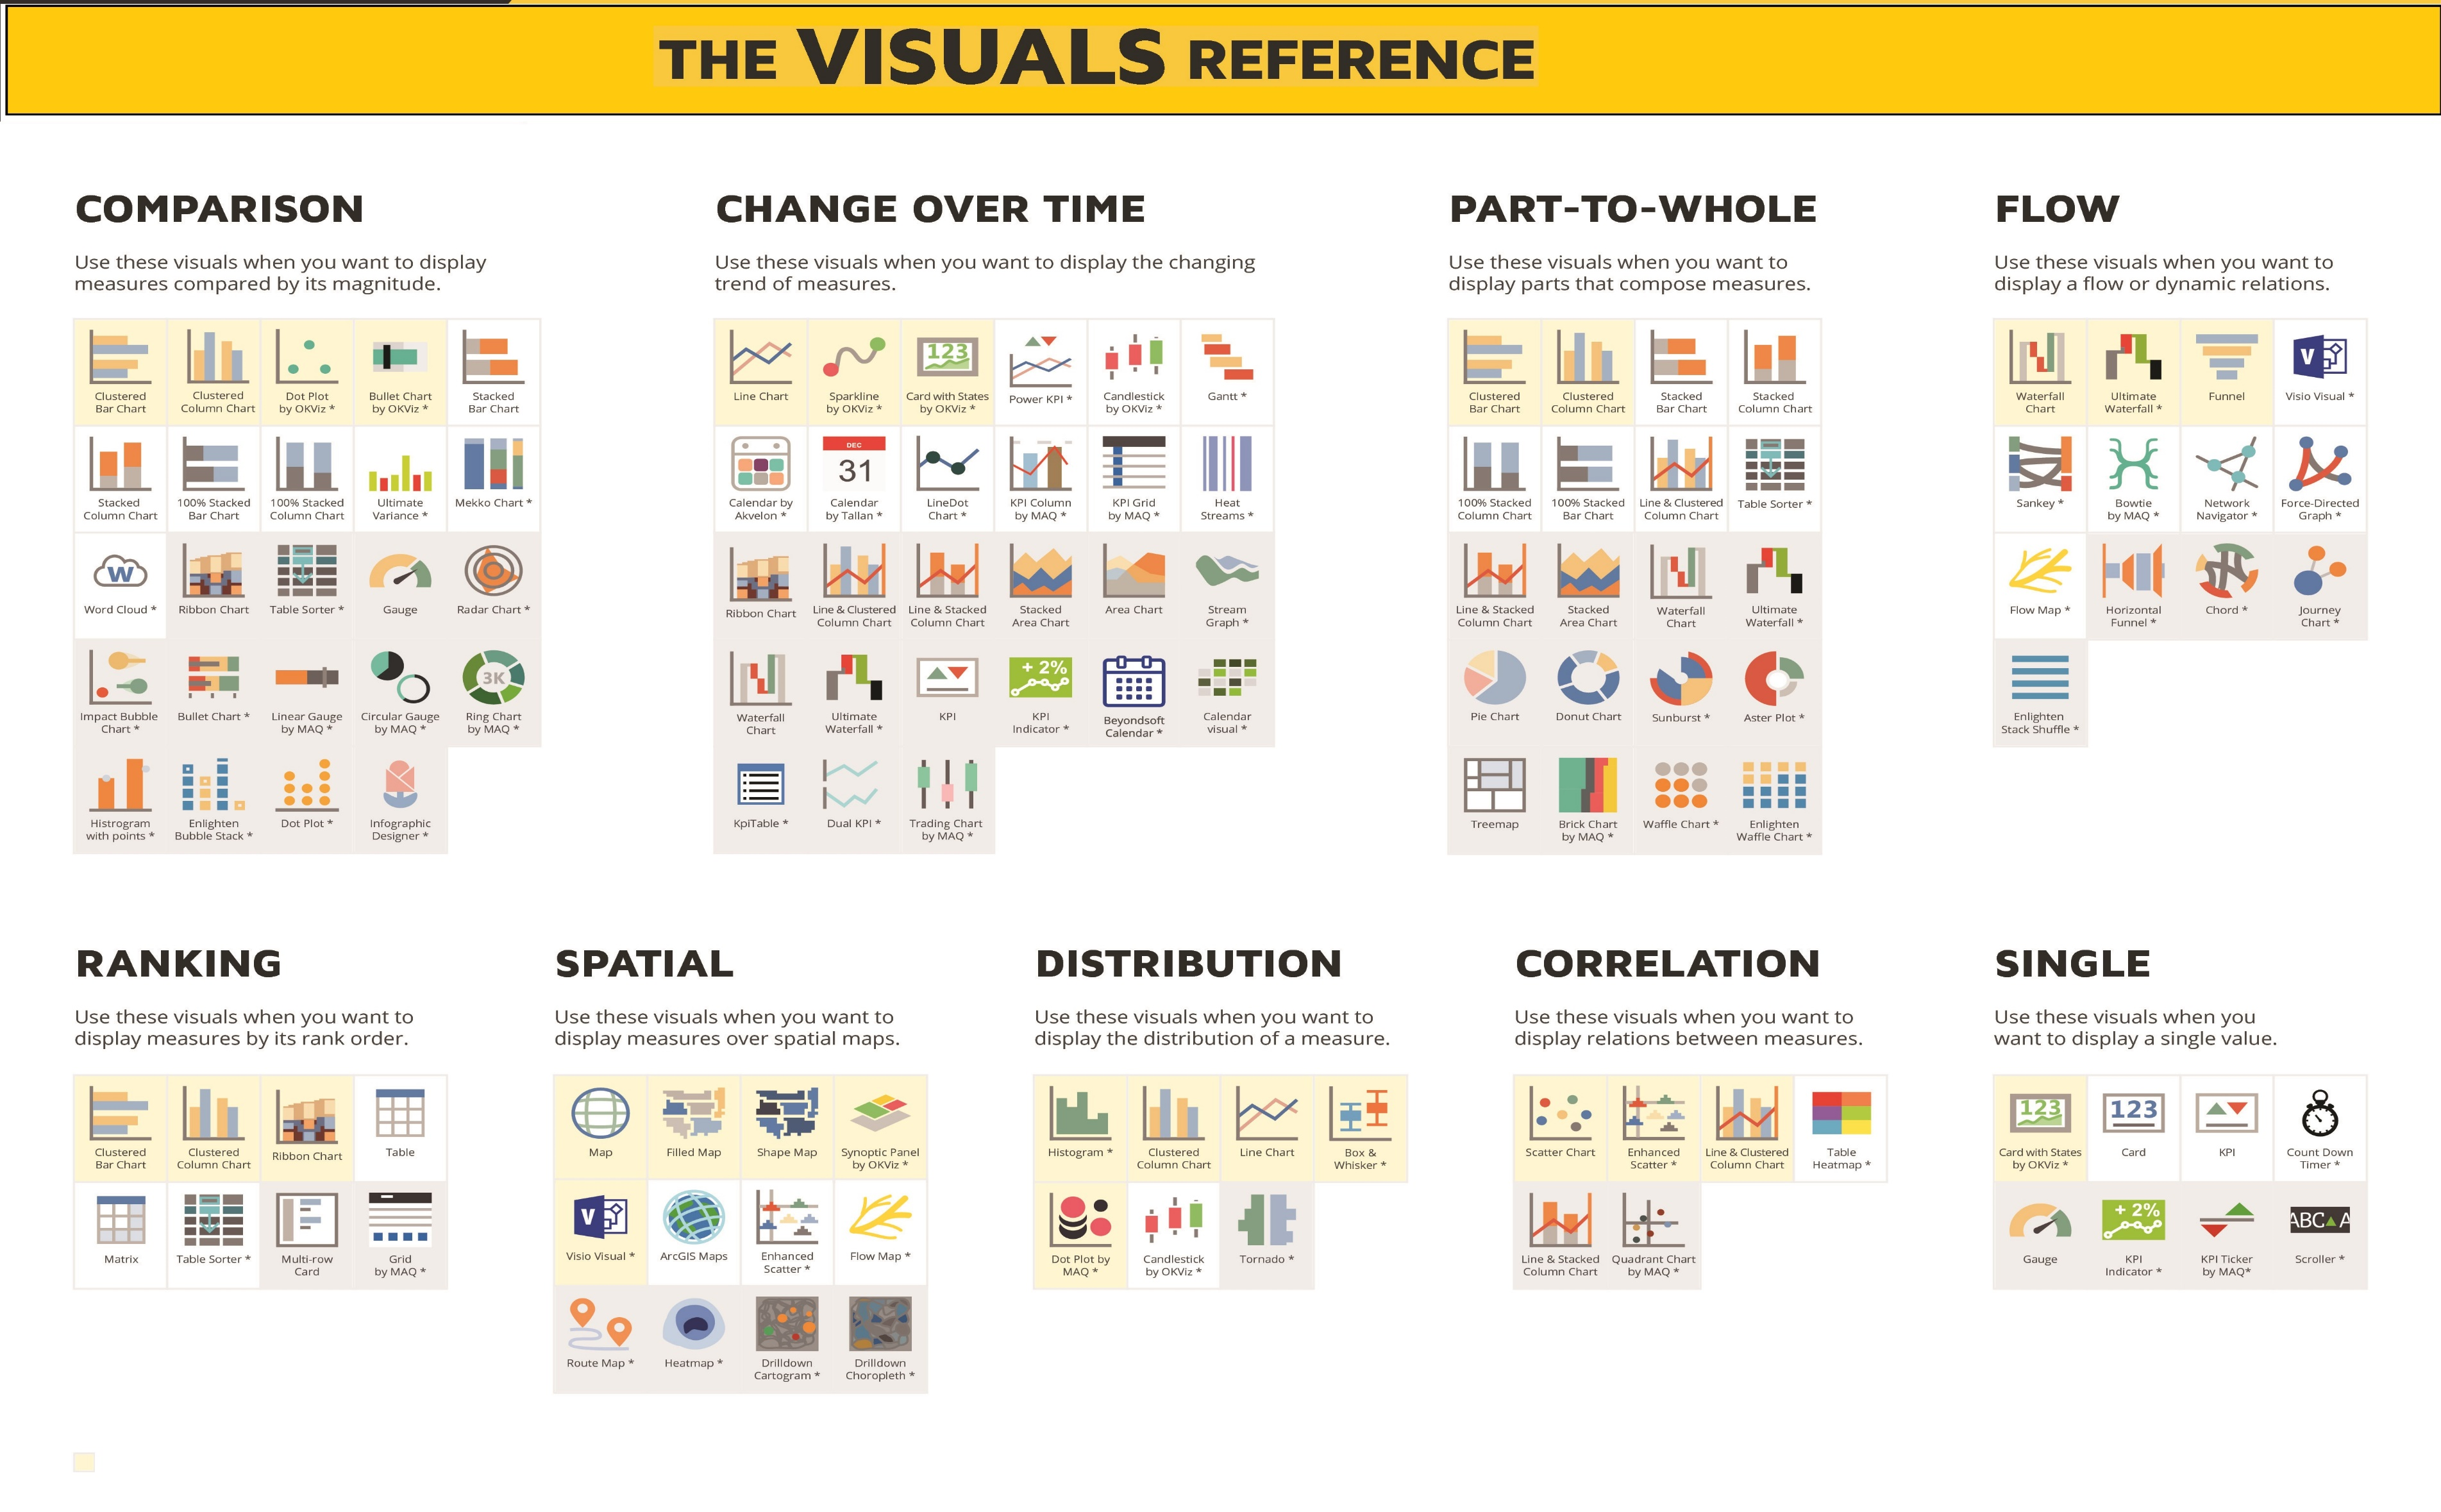 THE VISUALS REFERENCE
COMPARISON
Use these visuals when you want to display
measures compared by its magnitude.
Clustered
Bar Chart
Clustered
Column Chart
Dot Plot
by OKViz *
Bullet Chart
by OKViz *
Stacked
Bar Chart
Stacked
Column Chart
100% Stacked
Bar Chart
100% Stacked
Column Chart
Ultimate
Variance *
Mekko Chart *
W
Word Cloud *
Ribbon Chart
Table Sorter *
Gauge
Radar Chart *
Impact Bubble
Chart *
Bullet Chart *
Linear Gauge
by MAQ *
Circular Gauge
by MAQ *
3K
Ring Chart
by MAQ *
Histrogram
with points *
Enlighten
Bubble Stack *
Dot Plot *
Infographic
Designer *
CHANGE OVER TIME
Use these visuals when you want to display the changing
trend of measures.
Line Chart
Sparkline
by OKViz *
123
Card with States
by OKViz *
Power KPI *
Candlestick
by OKViz *
Gantt *
Calendar by
Akvelon *
DEC
31
Calendar
by Tallan *
LineDot
Chart *
KPI Column
by MAQ *
KPI Grid
by MAQ *
Heat
Streams *
Ribbon Chart
Line & Clustered
Column Chart
Line & Stacked
Column Chart
Stacked
Area Chart
Area Chart
Stream
Graph *
Waterfall
Chart
Ultimate
Waterfall *
KPI
+ 2%
KPI
Indicator *
Beyondsoft
Calendar *
Calendar
visual *
KpiTable *
Dual KPI *
Trading Chart
by MAQ *
PART-TO-WHOLE
Use these visuals when you want to
display parts that compose measures.
Clustered
Bar Chart
Clustered
Column Chart
Stacked
Bar Chart
Stacked
Column Chart
100% Stacked
Column Chart
100% Stacked
Bar Chart
Line & Clustered
Column Chart
Table Sorter *
Line & Stacked
Column Chart
Stacked
Area Chart
Waterfall
Chart
Ultimate
Waterfall *
Pie Chart
Donut Chart
Sunburst *
Aster Plot *
Treemap
Brick Chart
by MAQ *
Waffle Chart *
Enlighten
Waffle Chart *
FLOW
Use these visuals when you want to
display a flow or dynamic relations.
Waterfall
Chart
Ultimate
Waterfall *
Funnel
V
Visio Visual *
Sankey *
Bowtie
by MAQ *
Network
Navigator *
Force-Directed
Graph *
Flow Map *
Horizontal
Funnel *
Chord *
Journey
Chart *
Enlighten
Stack Shuffle *
RANKING
Use these visuals when you want to
display measures by its rank order.
Clustered
Bar Chart
Clustered
Column Chart
Ribbon Chart
Table
Matrix
Table Sorter *
Multi-row
Card
Grid
by MAQ *
SPATIAL
Use these visuals when you want to
display measures over spatial maps.
Map
Filled Map
Shape Map
Synoptic Panel
by OKViz *
V
Visio Visual *
ArcGIS Maps
Enhanced
Scatter *
Flow Map *
Route Map *
Heatmap *
Drilldown
Cartogram *
Drilldown
Choropleth *
DISTRIBUTION
Use these visuals when you want to
display the distribution of a measure.
Histogram *
Clustered
Column Chart
Line Chart
Box &
Whisker *
Dot Plot by
MAQ *
Candlestick
by OKViz *
Tornado *
CORRELATION
Use these visuals when you want to
display relations between measures.
Scatter Chart
Enhanced
Scatter *
Line & Clustered
Column Chart
Table
Heatmap *
Line & Stacked
Column Chart
Quadrant Chart
by MAQ *
SINGLE
Use these visuals when you
want to display a single value.
123
Card with States
by OKViz *
123
Card
KPI
Count Down
Timer *
Gauge
+ 2%
KPI
Indicator *
KPI Ticker
by MAQ*
ABC▲A
Scroller *